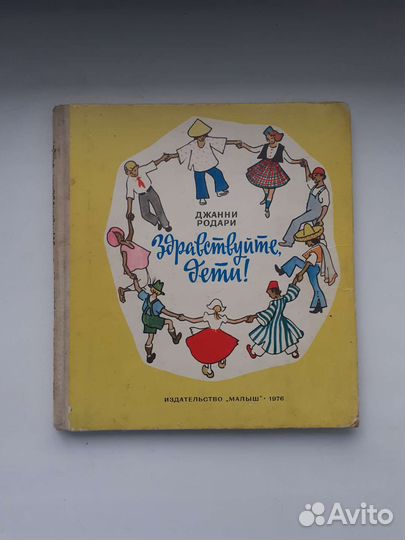 ДЖАННИ
РОДАРИ
Здравствуйте,
дети!
ИЗДАТЕЛЬСТВО „МАЛЫШ" · 1976
Avito